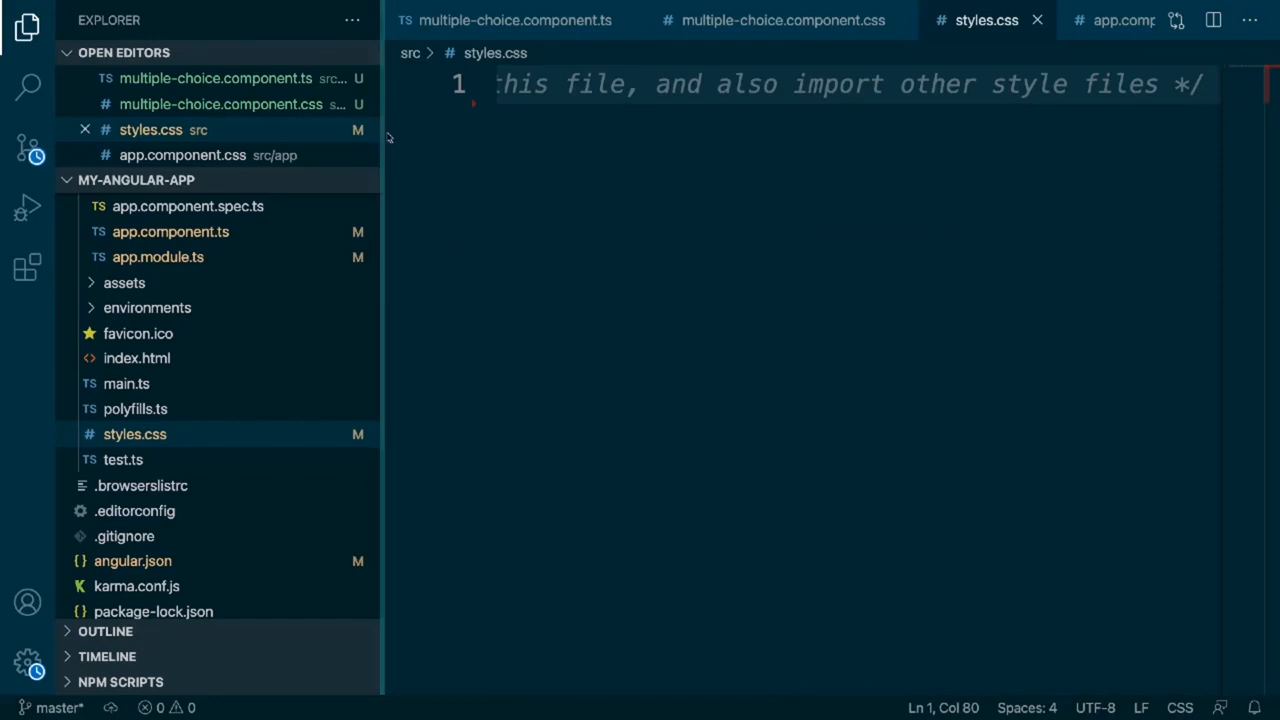 EXPLORER
OPEN EDITORS
TS multiple-choice.component.ts src... U
# multiple-choice.component.css s... U
# styles.css src M
# app.component.css src/app
MY-ANGULAR-APP
TS app.component.spec.ts
TS app.component.ts M
TS app.module.ts M
assets
environments
favicon.ico
<> index.html
TS main.ts
TS polyfills.ts
# styles.css M
TS test.ts
.browserslistrc
.editorconfig
.gitignore
{} angular.json M
K karma.conf.js
{} package-lock.json
OUTLINE
TIMELINE
NPM SCRIPTS
TS multiple-choice.component.ts # multiple-choice.component.css # styles.css # app.comp
src > # styles.css
1 this file, and also import other style files */
master* 0 0 Ln 1, Col 80 Spaces: 4 UTF-8 LF CSS